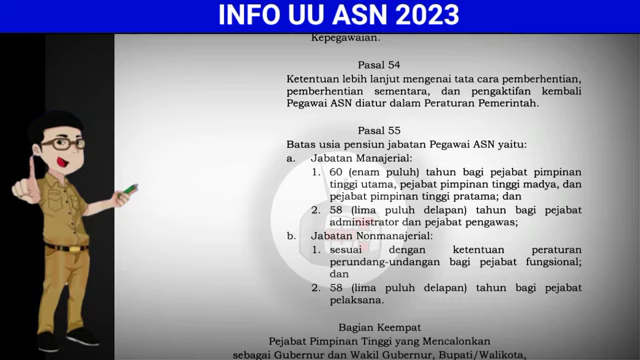 INFO UU ASN 2023
Kepegawaian.
Pasal 54
Ketentuan lebih lanjut mengenai tata cara pemberhentian,
pemberhentian sementara, dan pengaktifan kembali
Pegawai ASN diatur dalam Peraturan Pemerintah.
Pasal 55
Batas usia pensiun jabatan Pegawai ASN yaitu:
a. Jabatan Manajerial:
1. 60 (enam puluh) tahun bagi pejabat pimpinan
tinggi utama, pejabat pimpinan tinggi madya, dan
pejabat pimpinan tinggi pratama; dan
2. 58 (lima puluh delapan) tahun bagi pejabat
administrator dan pejabat pengawas;
b. Jabatan Nonmanajerial:
1. sesuai dengan ketentuan peraturan
perundang-undangan bagi pejabat fungsional;
dan
2. 58 (lima puluh delapan) tahun bagi pejabat
pelaksana.
Bagian Keempat
Pejabat Pimpinan Tinggi yang Mencalonkan
sebagai Gubernur dan Wakil Gubernur, Bupati/Walikota,